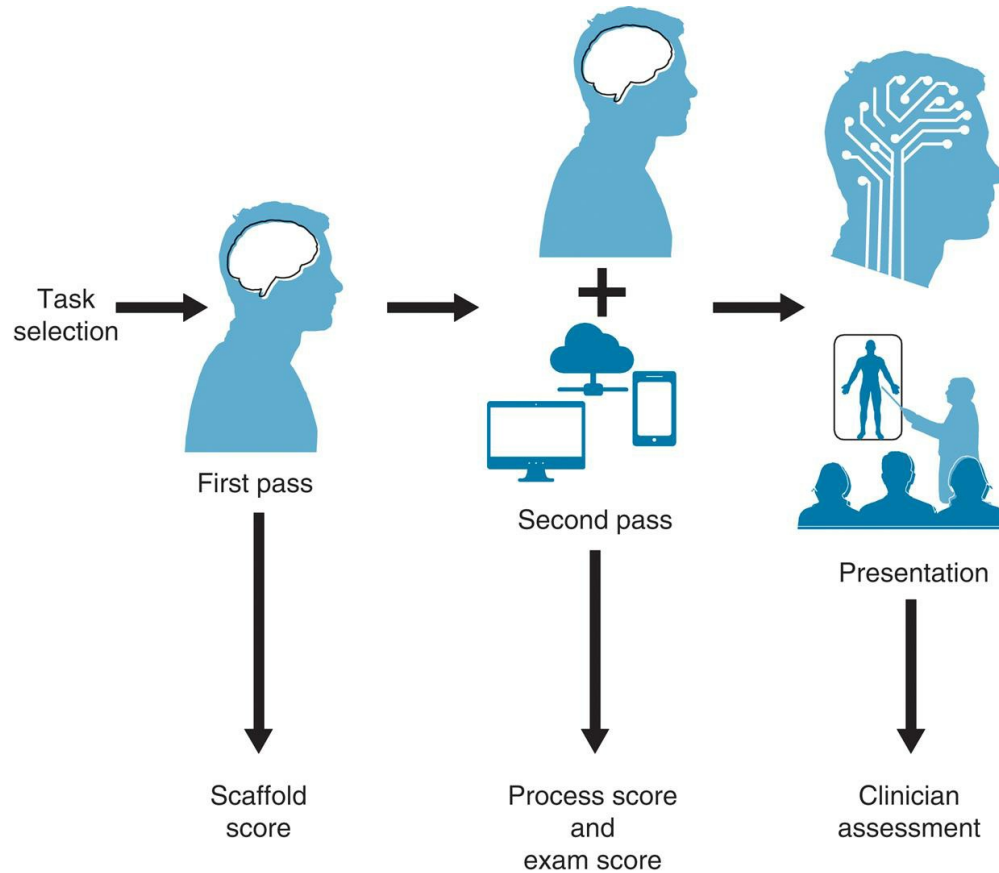 Task
selection
First pass
Second pass
Presentation
Scaffold
score
Process score
and
exam score
Clinician
assessment